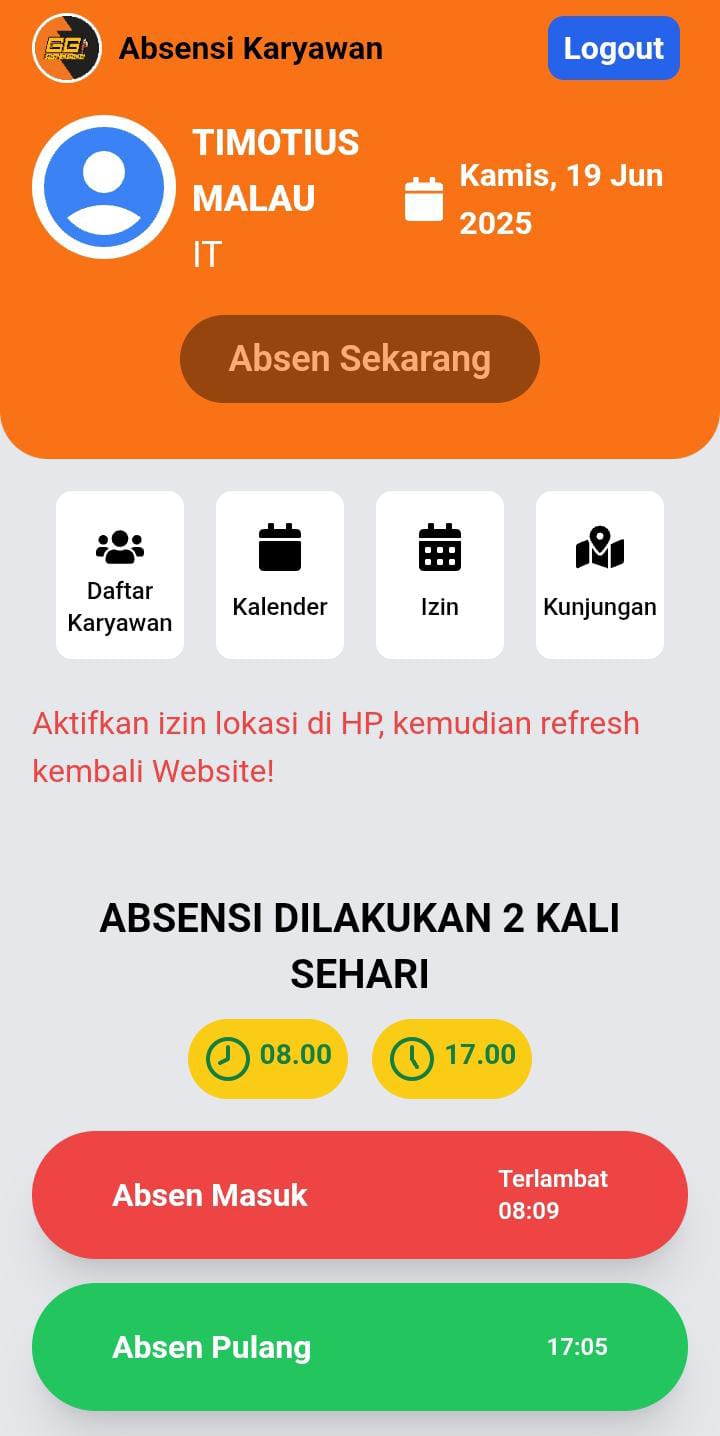 GG
Absensi Karyawan
Logout
TIMOTIUS
MALAU
IT
Kamis, 19 Jun
2025
Absen Sekarang
Daftar
Karyawan
Kalender
Izin
Kunjungan
Aktifkan izin lokasi di HP, kemudian refresh
kembali Website!
ABSENSI DILAKUKAN 2 KALI
SEHARI
08.00
17.00
Absen Masuk
Terlambat
08:09
Absen Pulang
17:05